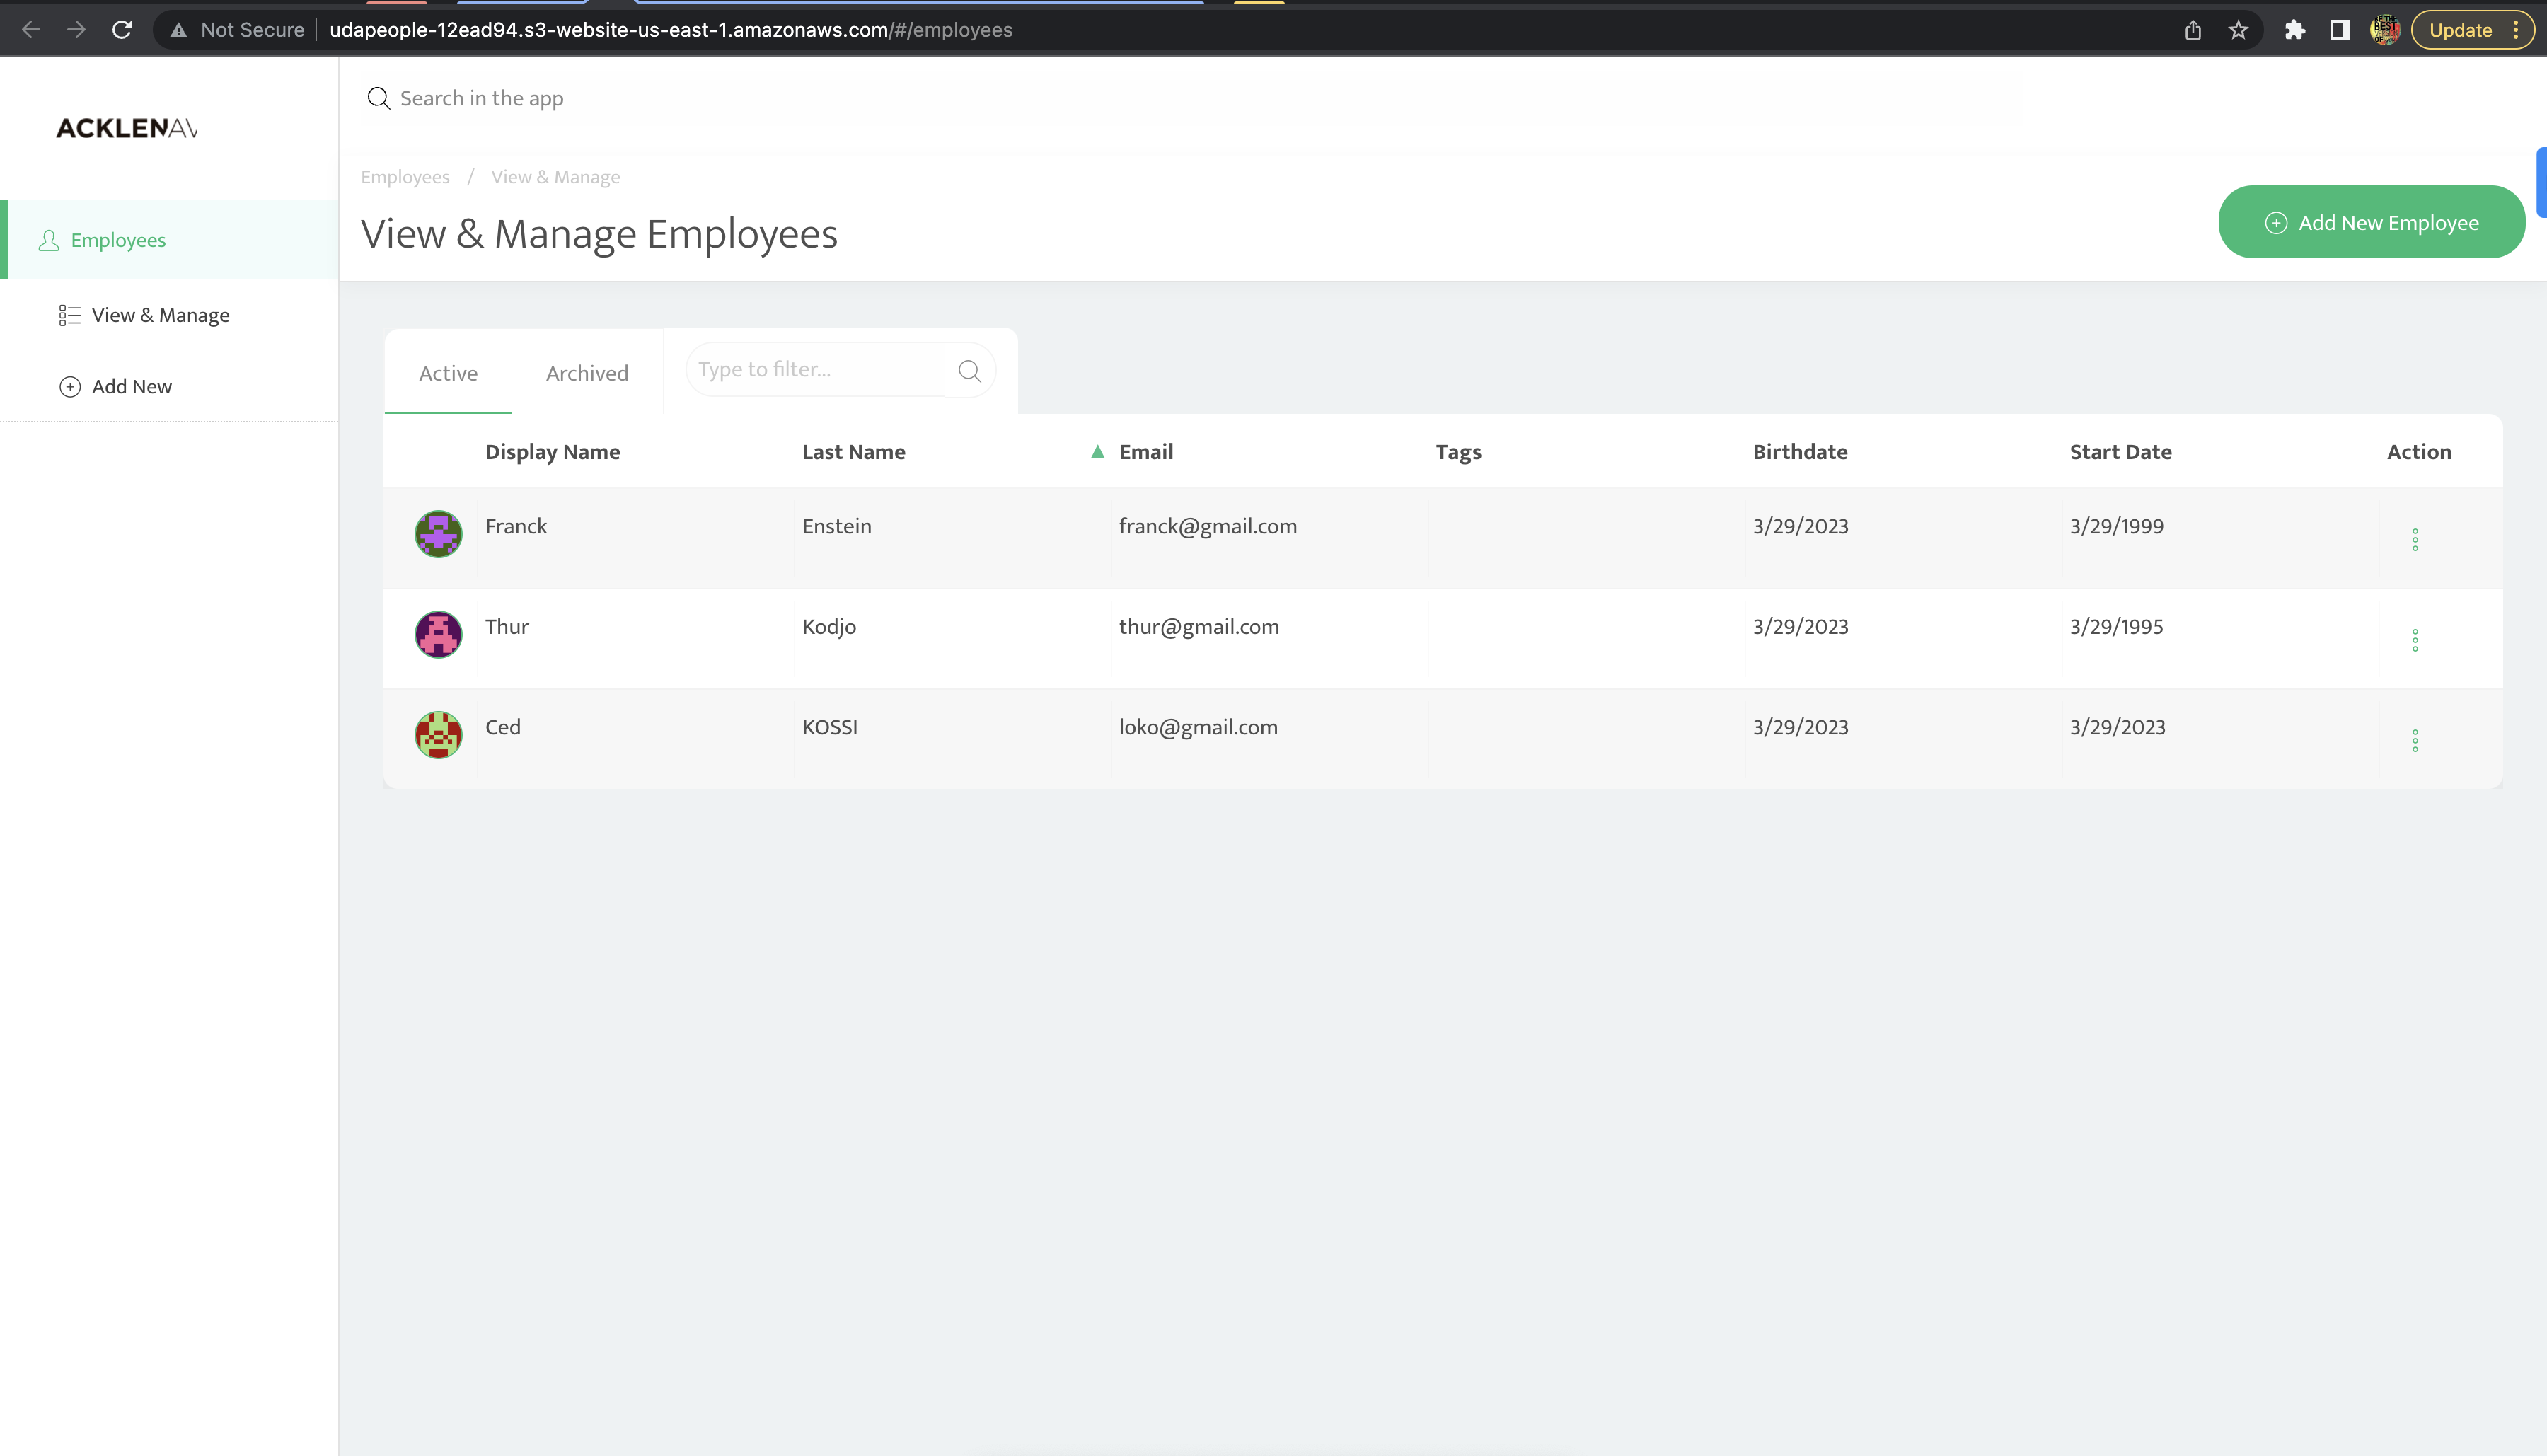 Not Secure udapeople-12ead94.s3-website-us-east-1.amazonaws.com/#/employees Update
Search in the app
ACKLENAV
Employees / View & Manage
View & Manage Employees
Add New Employee
Employees
View & Manage
Add New
Active Archived Type to filter...
Display Name Last Name Email Tags Birthdate Start Date Action
Franck Enstein franck@gmail.com 3/29/2023 3/29/1999
Thur Kodjo thur@gmail.com 3/29/2023 3/29/1995
Ced KOSSI loko@gmail.com 3/29/2023 3/29/2023